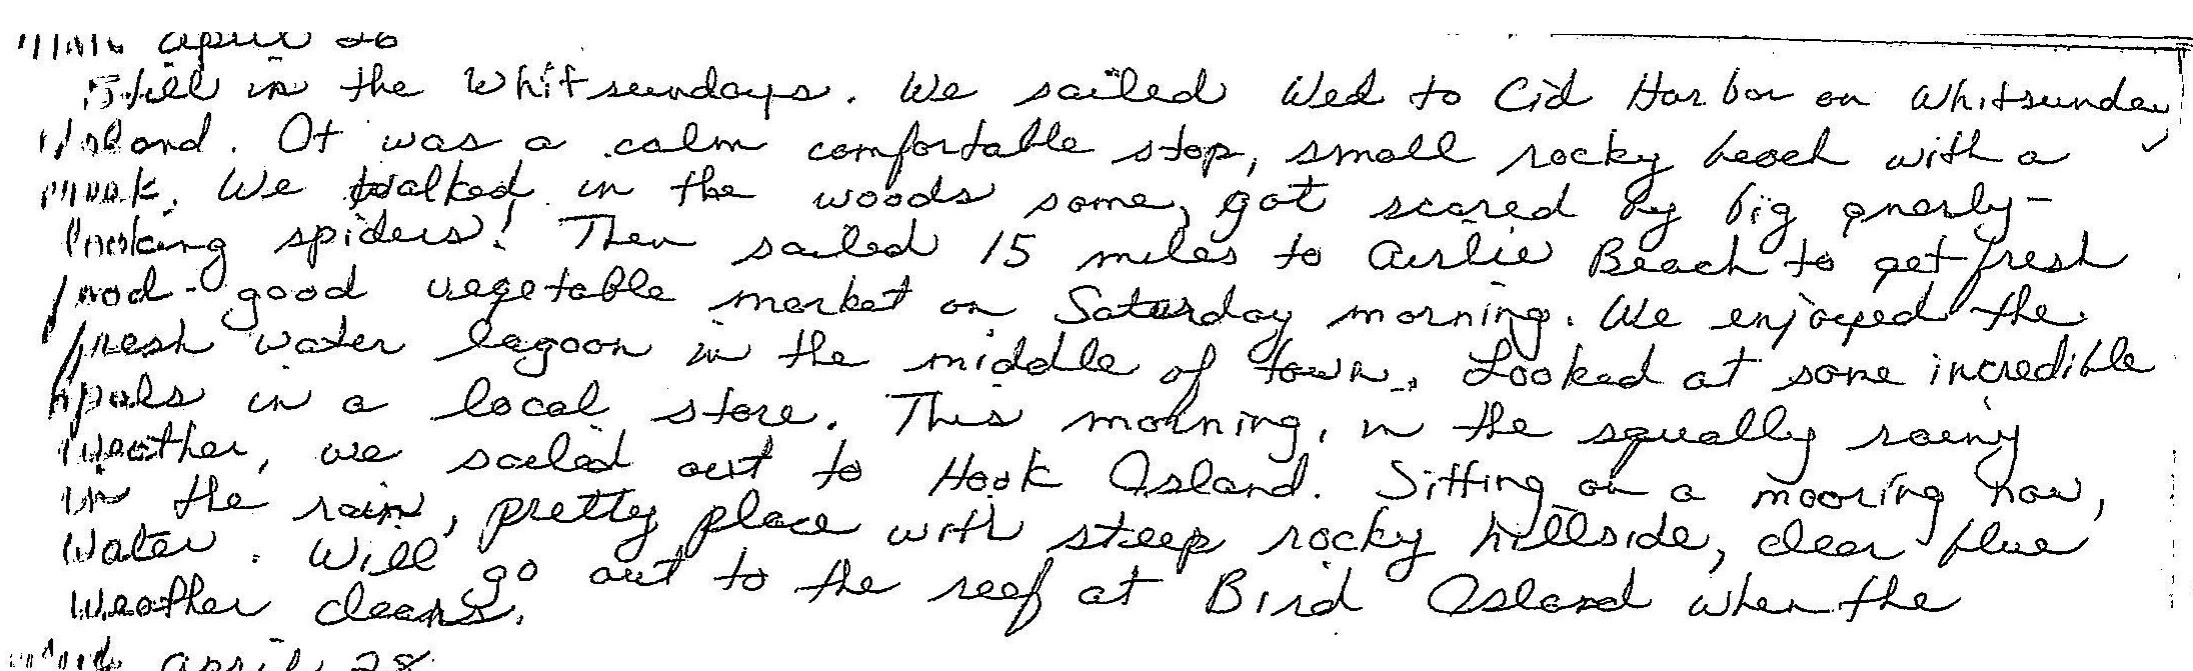 april 26
Still in the Whitsundays. We sailed Wed to Cid Harbor on Whitsunday
Island. It was a calm comfortable stop, small rocky beach with a
We walked in the woods some, got scared by big gnarly-
looking spiders! Then sailed 15 miles to Airlie Beach to get fresh
food - good vegetable market on Saturday morning. We enjoyed the
fresh water lagoon in the middle of town. Looked at some incredible
opals in a local store. This morning, in the squally rainy
weather, we sailed out to Hook Island. Sitting on a mooring now,
in the rain, pretty place with steep rocky hillside, clear blue
water. Will go out to the reef at Bird Island when the
weather clears.
april 28